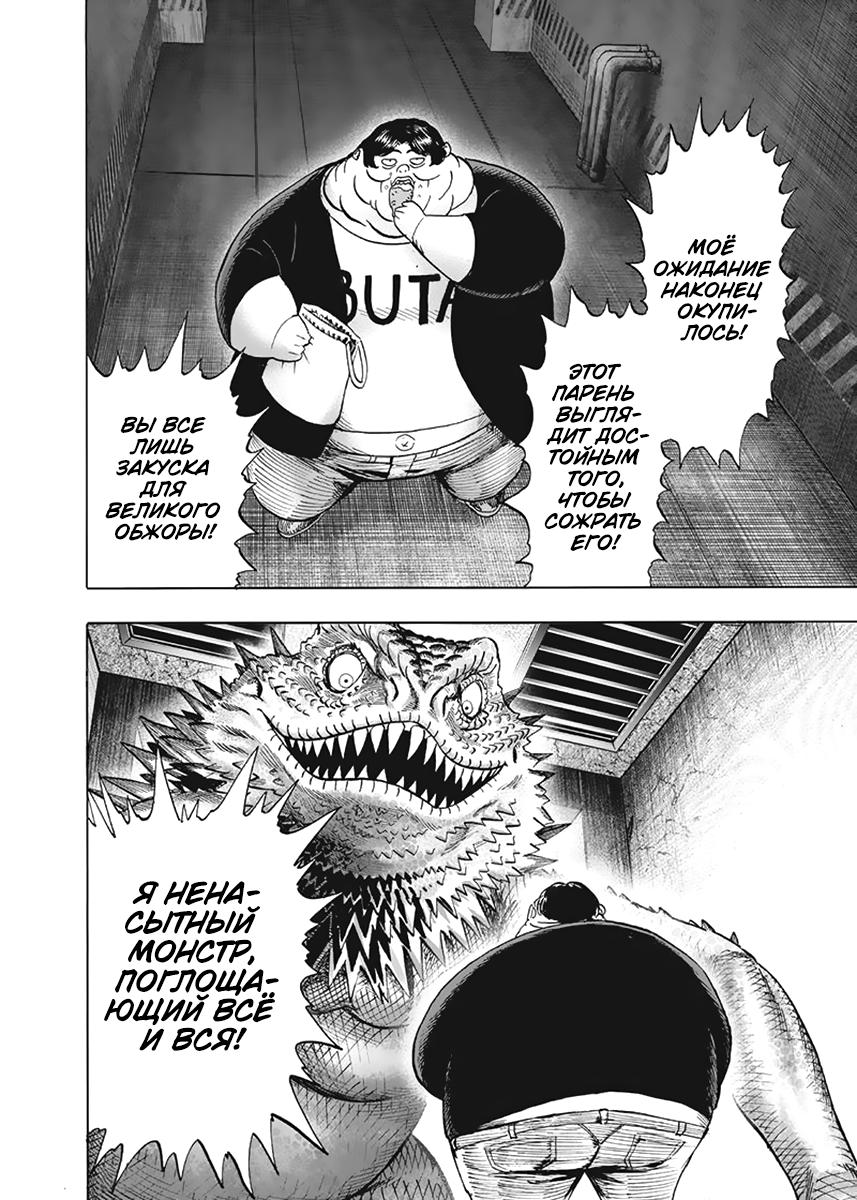 МОЁ
ОЖИДАНИЕ
НАКОНЕЦ
ОКУПИ-
ЛОСЬ!
ЭТОТ
ПАРЕНЬ
ВЫГЛЯ-
ДИТ ДОС-
ТОЙНЫМ
ТОГО,
ЧТОБЫ
СОЖРАТЬ
ЕГО!
BUTA
ВЫ ВСЕ
ЛИШЬ
ЗАКУСКА
ДЛЯ
ВЕЛИКОГО
ОБЖОРЫ!
Я НЕНА-
СЫТНЫЙ
МОНСТР,
ПОГЛОЩА-
ЮЩИЙ ВСЁ
И ВСЯ!